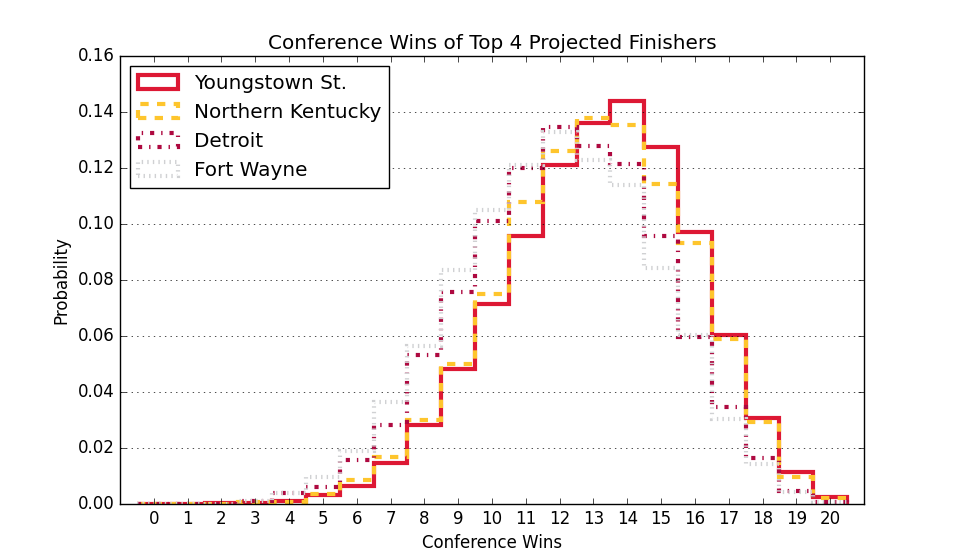 Conference Wins of Top 4 Projected Finishers
0.16
0.14
0.12
0.10
0.08
0.06
0.04
0.02
0.00
Probability
Youngstown St.
Northern Kentucky
Detroit
Fort Wayne
0 1 2 3 4 5 6 7 8 9 10 11 12 13 14 15 16 17 18 19 20
Conference Wins